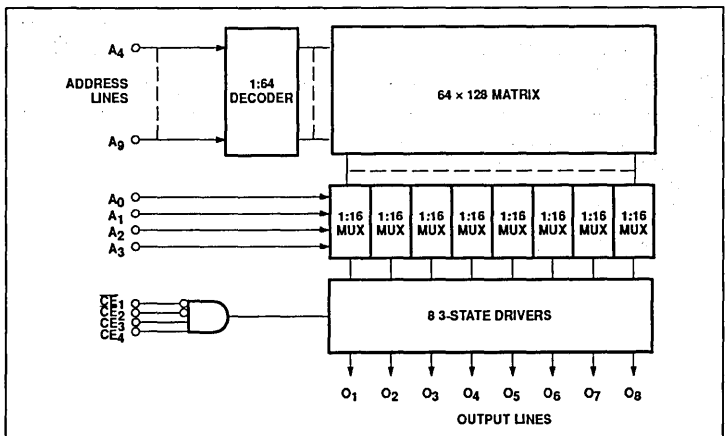 A4
ADDRESS
LINES
A9
1:64
DECODER
64 × 128 MATRIX
A0
A1
A2
A3
1:16
MUX
1:16
MUX
1:16
MUX
1:16
MUX
1:16
MUX
1:16
MUX
1:16
MUX
1:16
MUX
C̅E̅1
C̅E̅2
CE3
CE4
8 3-STATE DRIVERS
O1 O2 O3 O4 O5 O6 O7 O8
OUTPUT LINES